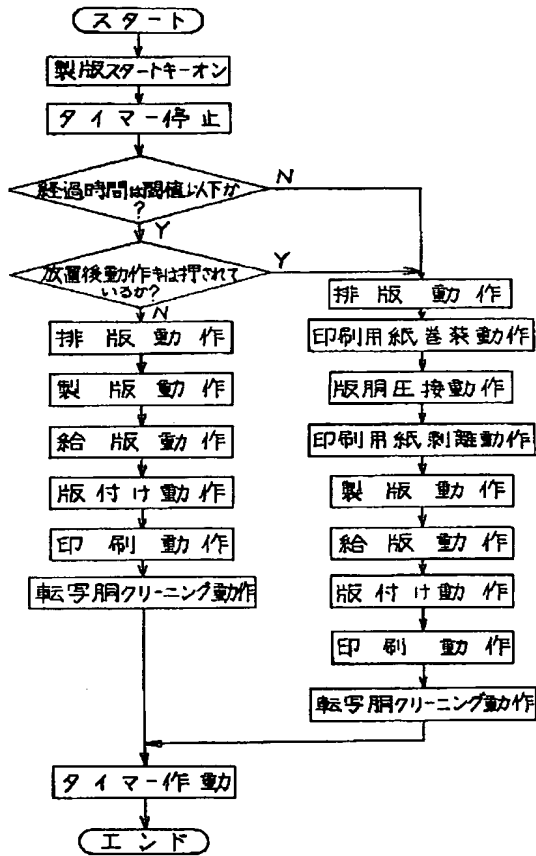 スタート
製版スタートキーオン
タイマー停止
経過時間は閾値以下か
?
N
Y
放置後動作キーは押されて
いるか?
Y
N
排版動作
製版動作
給版動作
版付け動作
印刷動作
転写胴クリーニング動作
排版動作
印刷用紙巻装動作
版胴圧接動作
印刷用紙剥離動作
製版動作
給版動作
版付け動作
印刷動作
転写胴クリーニング動作
タイマー作動
エンド